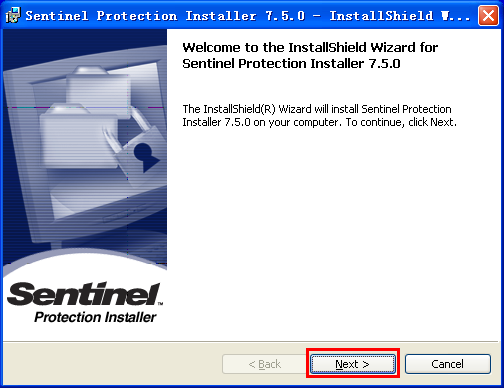 Sentinel Protection Installer 7.5.0 - InstallShield W...
Welcome to the InstallShield Wizard for
Sentinel Protection Installer 7.5.0
The InstallShield(R) Wizard will install Sentinel Protection
Installer 7.5.0 on your computer. To continue, click Next.
Sentinel™
Protection Installer
< Back
Next >
Cancel